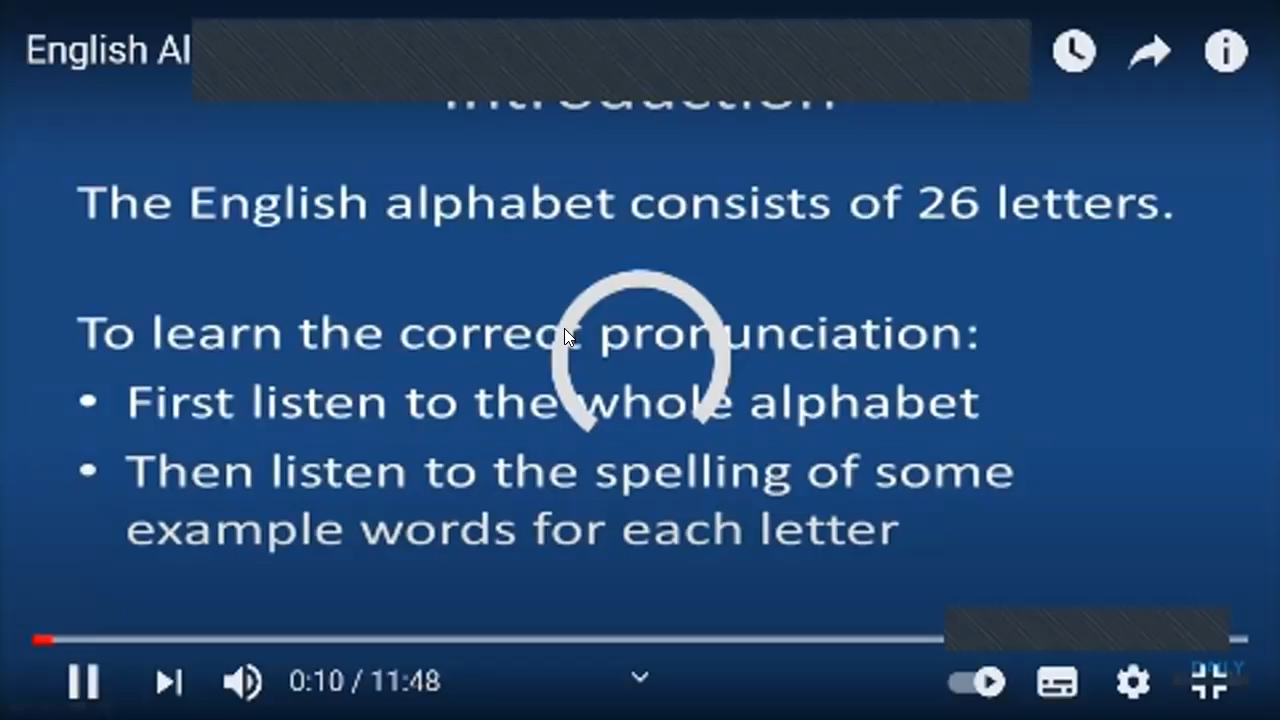 English Al
Introduction
The English alphabet consists of 26 letters.
To learn the correct pronunciation:
• First listen to the whole alphabet
• Then listen to the spelling of some
example words for each letter
0:10 / 11:48